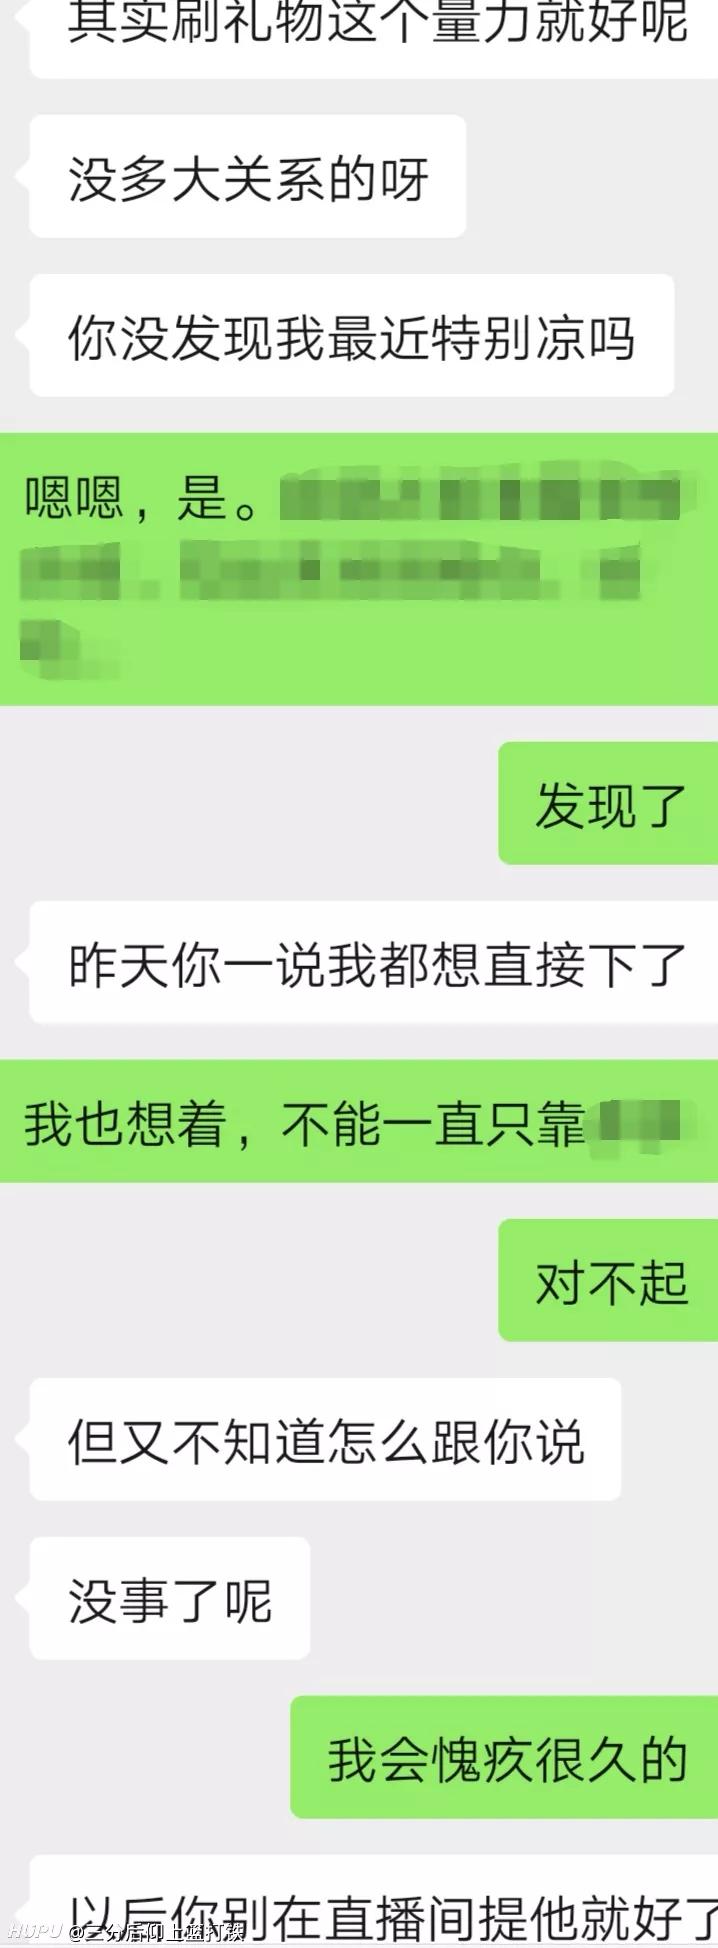 其实刷礼物这个量力就好呢
没多大关系的呀
你没发现我最近特别凉吗
嗯嗯，是。
发现了
昨天你一说我都想直接下了
我也想着，不能一直只靠
对不起
但又不知道怎么跟你说
没事了呢
我会愧疚很久的
以后你别在直播间提他就好了
HUPU @三分后仰上篮打铁